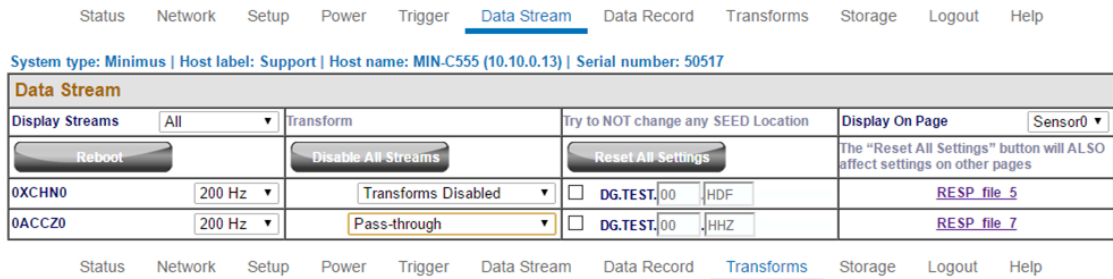 Status Network Setup Power Trigger Data Stream Data Record Transforms Storage Logout Help
System type: Minimus | Host label: Support | Host name: MIN-C555 (10.10.0.13) | Serial number: 50517
Data Stream
Display Streams All Transform Try to NOT change any SEED Location Display On Page Sensor0
Reboot Disable All Streams Reset All Settings The "Reset All Settings" button will ALSO
affect settings on other pages
0XCHN0 200 Hz Transforms Disabled DG.TEST. 00 . HDF RESP_file_5
0ACCZ0 200 Hz Pass-through DG.TEST. 00 . HHZ RESP_file_7
Status Network Setup Power Trigger Data Stream Data Record Transforms Storage Logout Help